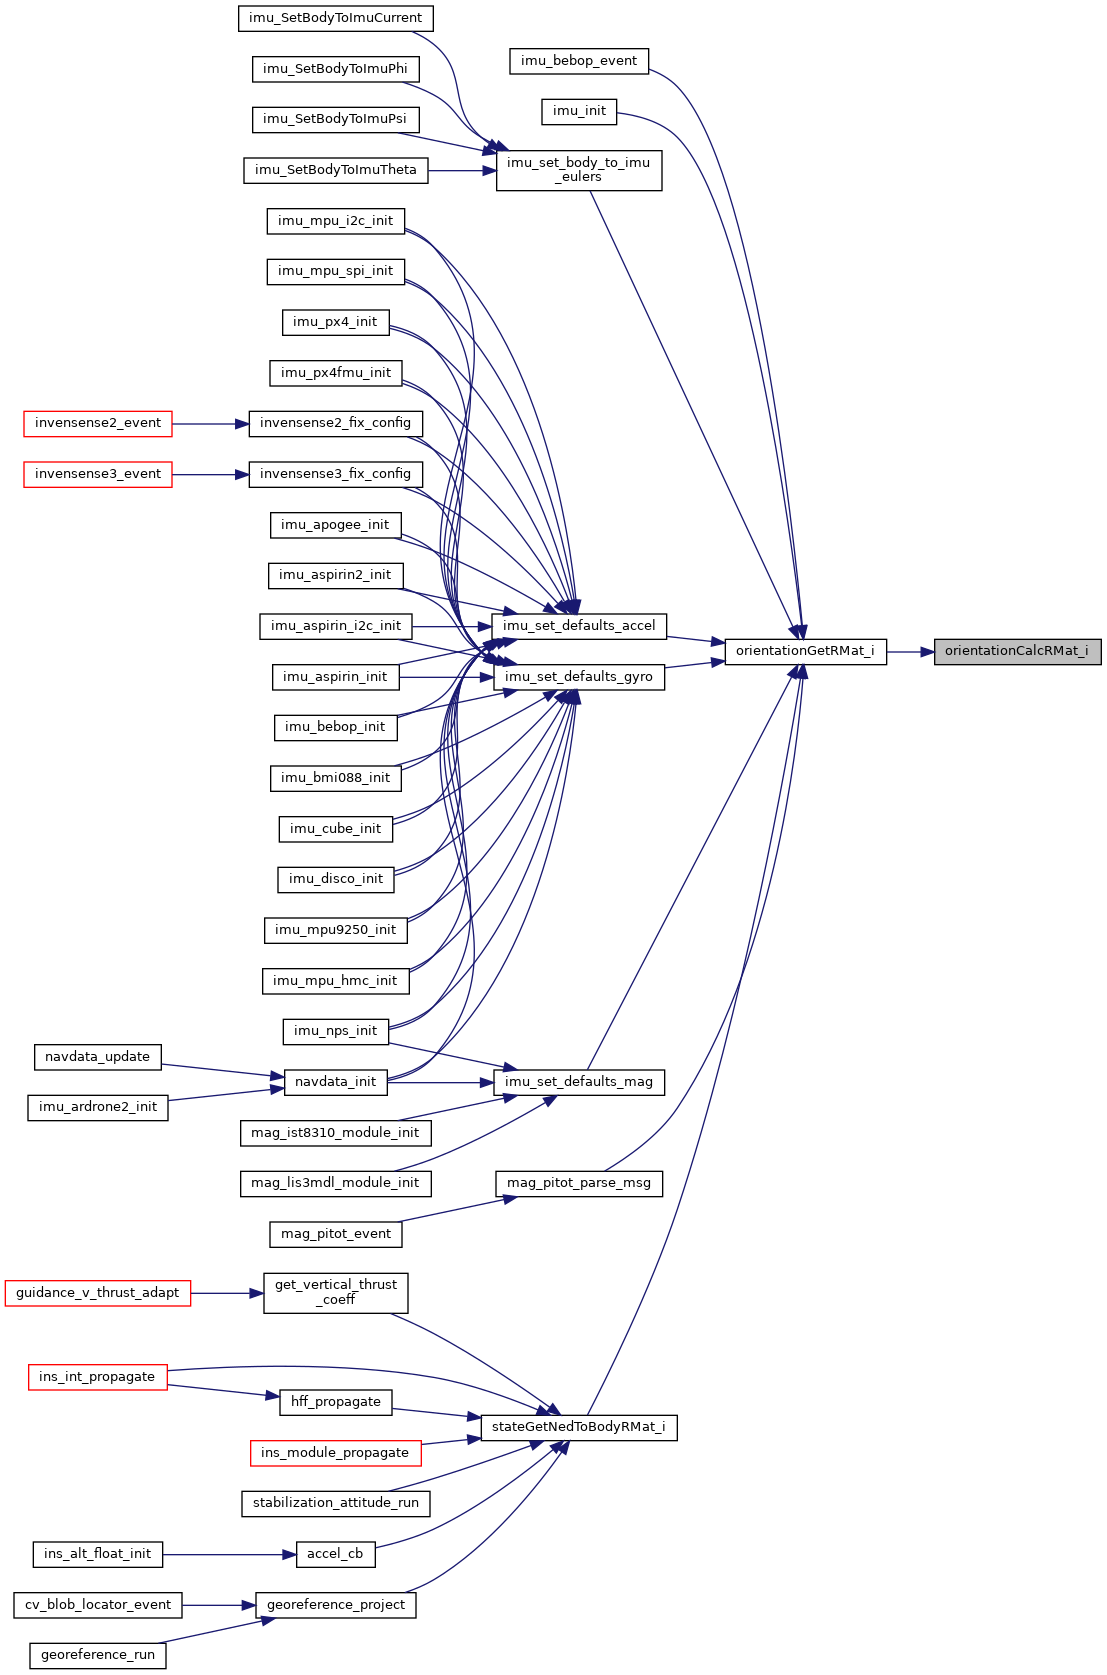 imu_SetBodyToImuCurrent
imu_bebop_event
imu_SetBodyToImuPhi
imu_init
imu_SetBodyToImuPsi
imu_set_body_to_imu
_eulers
imu_SetBodyToImuTheta
imu_mpu_i2c_init
imu_mpu_spi_init
imu_px4_init
imu_px4fmu_init
invensense2_event
invensense2_fix_config
invensense3_event
invensense3_fix_config
imu_apogee_init
imu_aspirin2_init
imu_aspirin_i2c_init
imu_set_defaults_accel
orientationGetRMat_i
orientationCalcRMat_i
imu_aspirin_init
imu_set_defaults_gyro
imu_bebop_init
imu_bmi088_init
imu_cube_init
imu_disco_init
imu_mpu9250_init
imu_mpu_hmc_init
imu_nps_init
navdata_update
navdata_init
imu_set_defaults_mag
imu_ardrone2_init
mag_ist8310_module_init
mag_lis3mdl_module_init
mag_pitot_parse_msg
mag_pitot_event
guidance_v_thrust_adapt
get_vertical_thrust
_coeff
ins_int_propagate
hff_propagate
stateGetNedToBodyRMat_i
ins_module_propagate
stabilization_attitude_run
ins_alt_float_init
accel_cb
cv_blob_locator_event
georeference_project
georeference_run